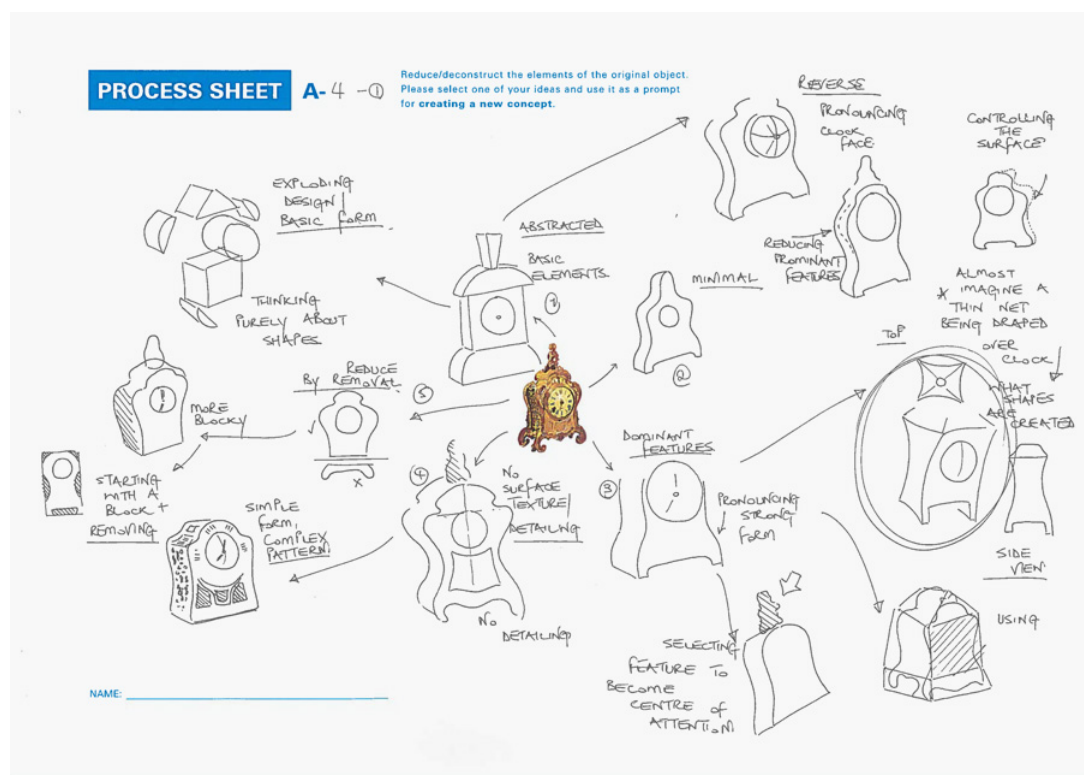 PROCESS SHEET A-4-①
Reduce/deconstruct the elements of the original object.
Please select one of your ideas and use it as a prompt
for creating a new concept.
REVERSE
PRONOUNCING
CLOCK
FACE
CONTROLLING
THE
SURFACE
EXPLODING
DESIGN/
BASIC FORM
ABSTRACTED
BASIC
ELEMENTS
①
MINIMAL
②
REDUCING
PROMINANT
FEATURES
ALMOST
* IMAGINE A
THIN NET
BEING DRAPED
OVER
CLOCK
WHAT
SHAPES
ARE
CREATED
TOP
THINKING
PURELY ABOUT
SHAPES
REDUCE
BY REMOVAL
⑤
X
MORE
BLOCKY
STARTING
WITH A
BLOCK +
REMOVING
SIMPLE
FORM,
COMPLEX
PATTERN
④
NO
SURFACE
TEXTURE/
DETAILING
NO
DETAILING
DOMINANT
FEATURES
③
PRONOUNCING
STRONG
FORM
SIDE
VIEW
USING
SELECTING
FEATURE TO
BECOME
CENTRE OF
ATTENTION
NAME: